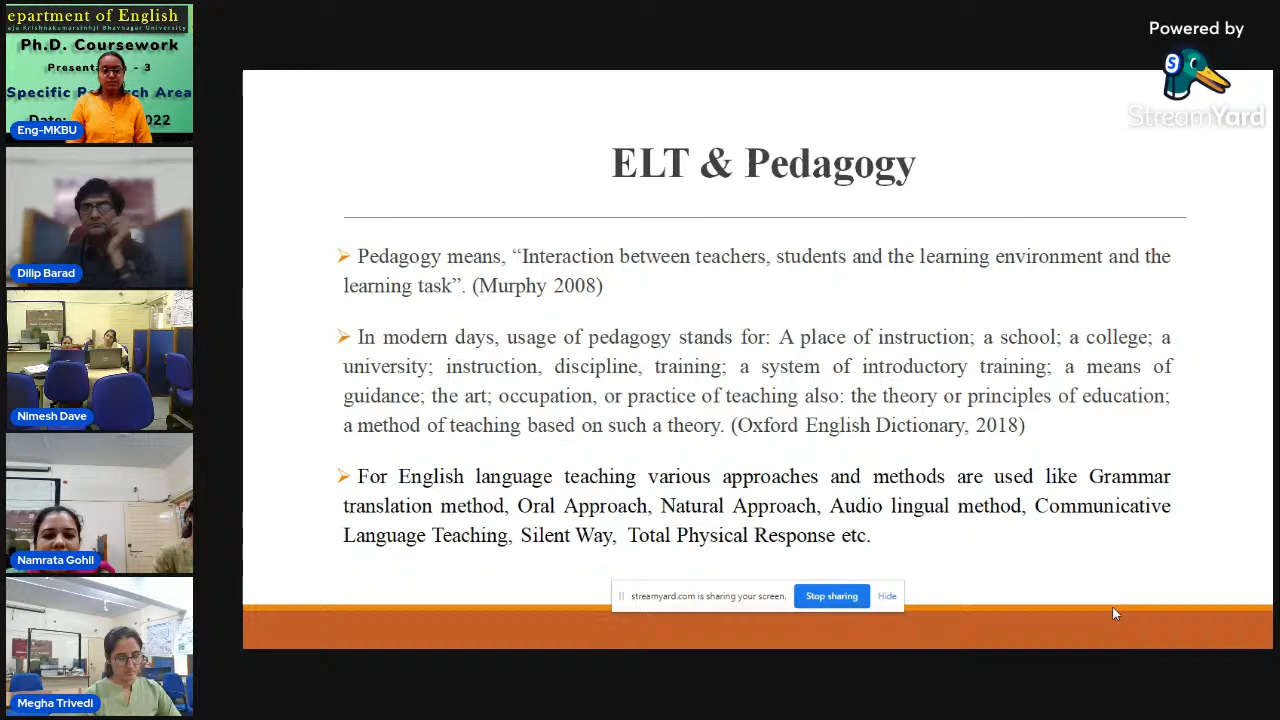 epartment of English
aja Krishnakumarsinhji Bhavnagar University
Ph.D. Coursework
- 3
Specific Area
Date: 022
Eng-MKBU
Dilip Barad
Nimesh Dave
Namrata Gohil
Megha Trivedi
Powered by
StreamYard
ELT & Pedagogy
Pedagogy means, “Interaction between teachers, students and the learning environment and the
learning task”. (Murphy 2008)
In modern days, usage of pedagogy stands for: A place of instruction; a school; a college; a
university; instruction, discipline, training; a system of introductory training; a means of
guidance; the art; occupation, or practice of teaching also: the theory or principles of education;
a method of teaching based on such a theory. (Oxford English Dictionary, 2018)
For English language teaching various approaches and methods are used like Grammar
translation method, Oral Approach, Natural Approach, Audio lingual method, Communicative
Language Teaching, Silent Way, Total Physical Response etc.
streamyard.com is sharing your screen. Stop sharing Hide